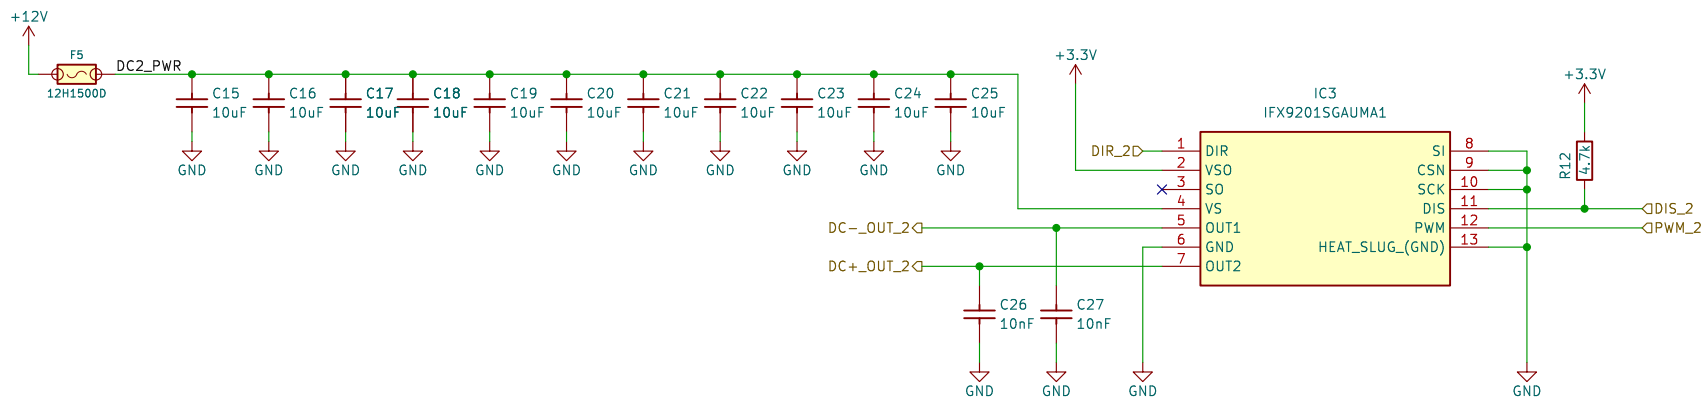 +12V
F5
12H1500D
DC2_PWR
C15
10uF
GND
C16
10uF
GND
C17
10uF
GND
C18
10uF
GND
C19
10uF
GND
C20
10uF
GND
C21
10uF
GND
C22
10uF
GND
C23
10uF
GND
C24
10uF
GND
C25
10uF
GND
+3.3V
IC3
IFX9201SGAUMA1
DIR_2
1 DIR
2 VSO
3 SO
4 VS
5 OUT1
6 GND
7 OUT2
SI 8
CSN 9
SCK 10
DIS 11
PWM 12
HEAT_SLUG_(GND) 13
DC-_OUT_2
DC+_OUT_2
C26
10nF
GND
C27
10nF
GND
GND
GND
+3.3V
R12
4.7k
DIS_2
PWM_2